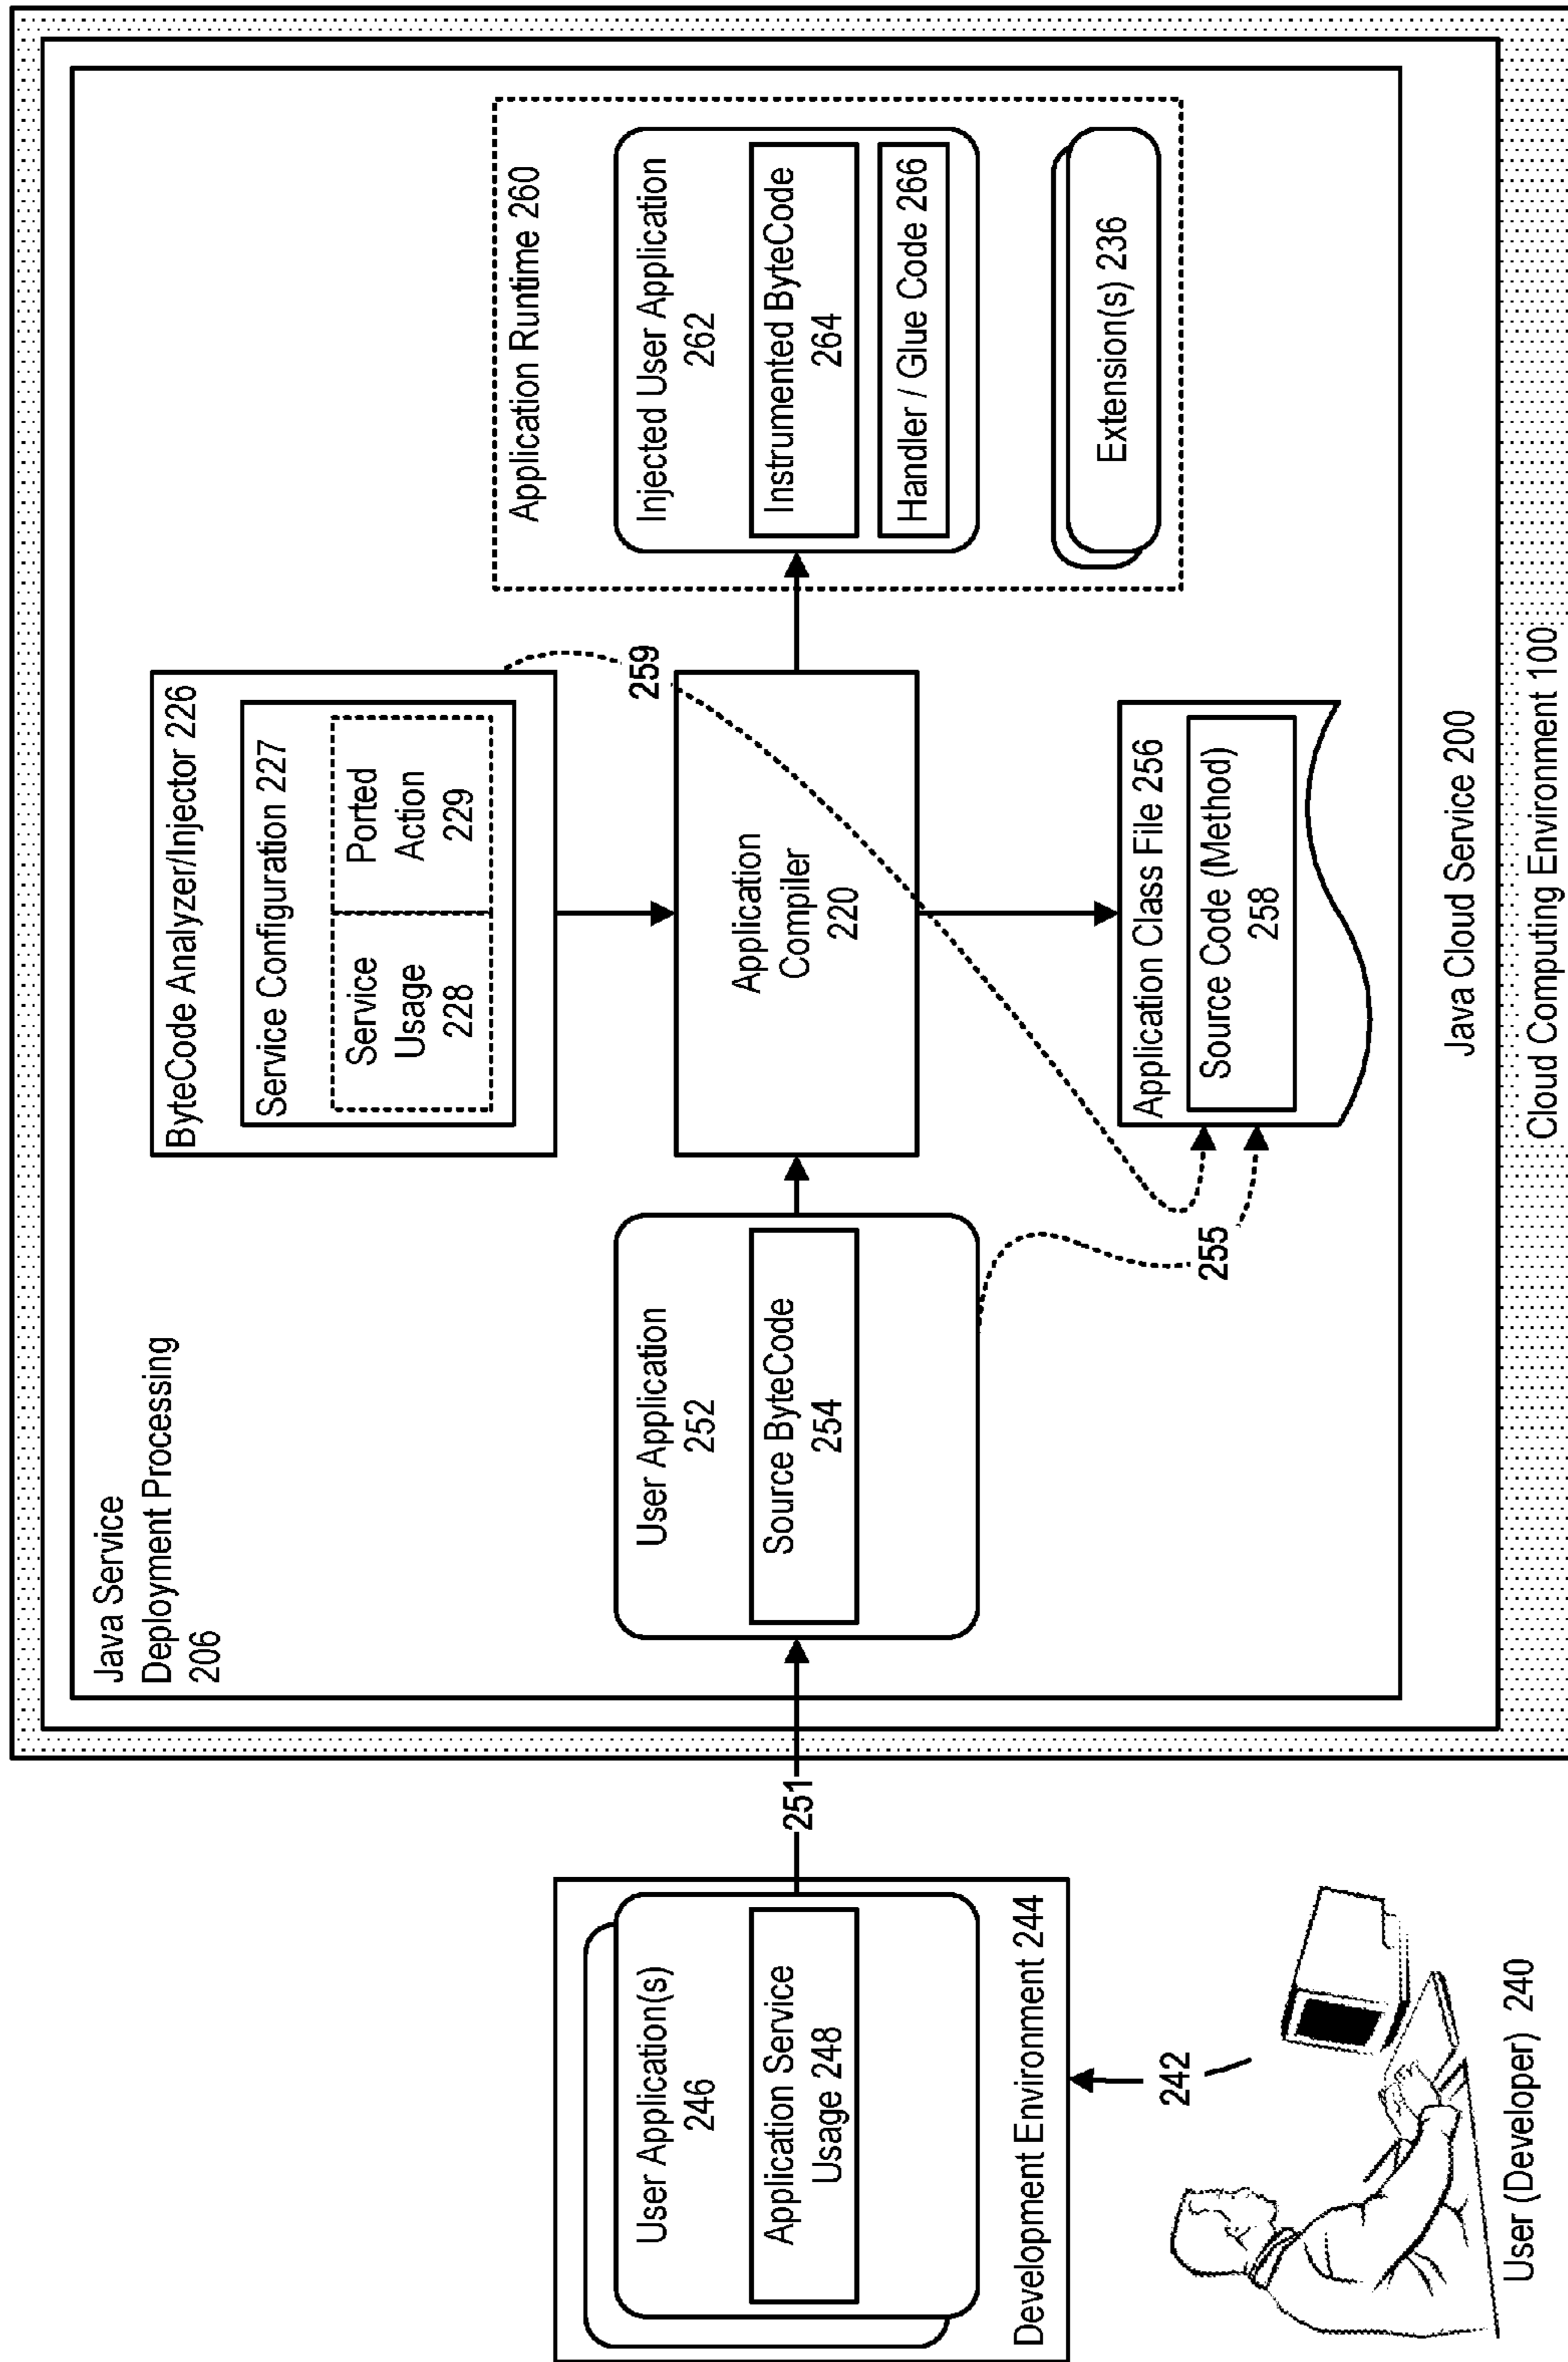 Java Service
Deployment Processing
206
ByteCode Analyzer/Injector 226
Service Configuration 227
Service
Usage
228
Ported
Action
229
Application Runtime 260
User Application(s)
246
Application Service
Usage 248
Development Environment 244
251
User Application
252
Source ByteCode
254
Application
Compiler
220
259
Injected User Application
262
Instrumented ByteCode
264
Handler / Glue Code 266
Extension(s) 236
255
Application Class File 256
Source Code (Method)
258
242
User (Developer) 240
Java Cloud Service 200
Cloud Computing Environment 100